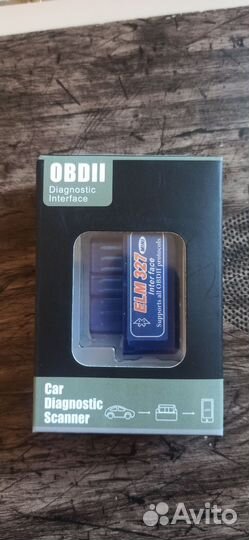 OBDII
Diagnostic
Interface
ELM 327
Interface
Supports all OBDII protocols
Car
Diagnostic
Scanner
Avito